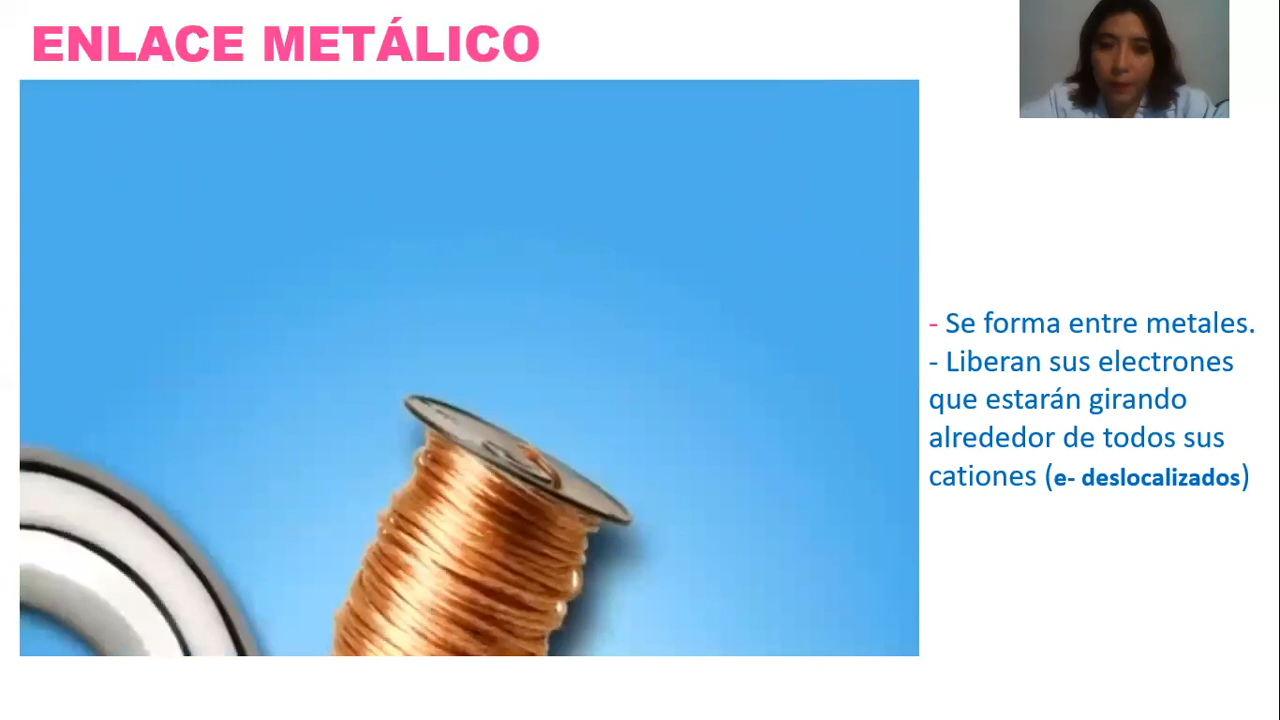 ENLACE METÁLICO
- Se forma entre metales.
- Liberan sus electrones
que estarán girando
alrededor de todos sus
cationes (e- deslocalizados)